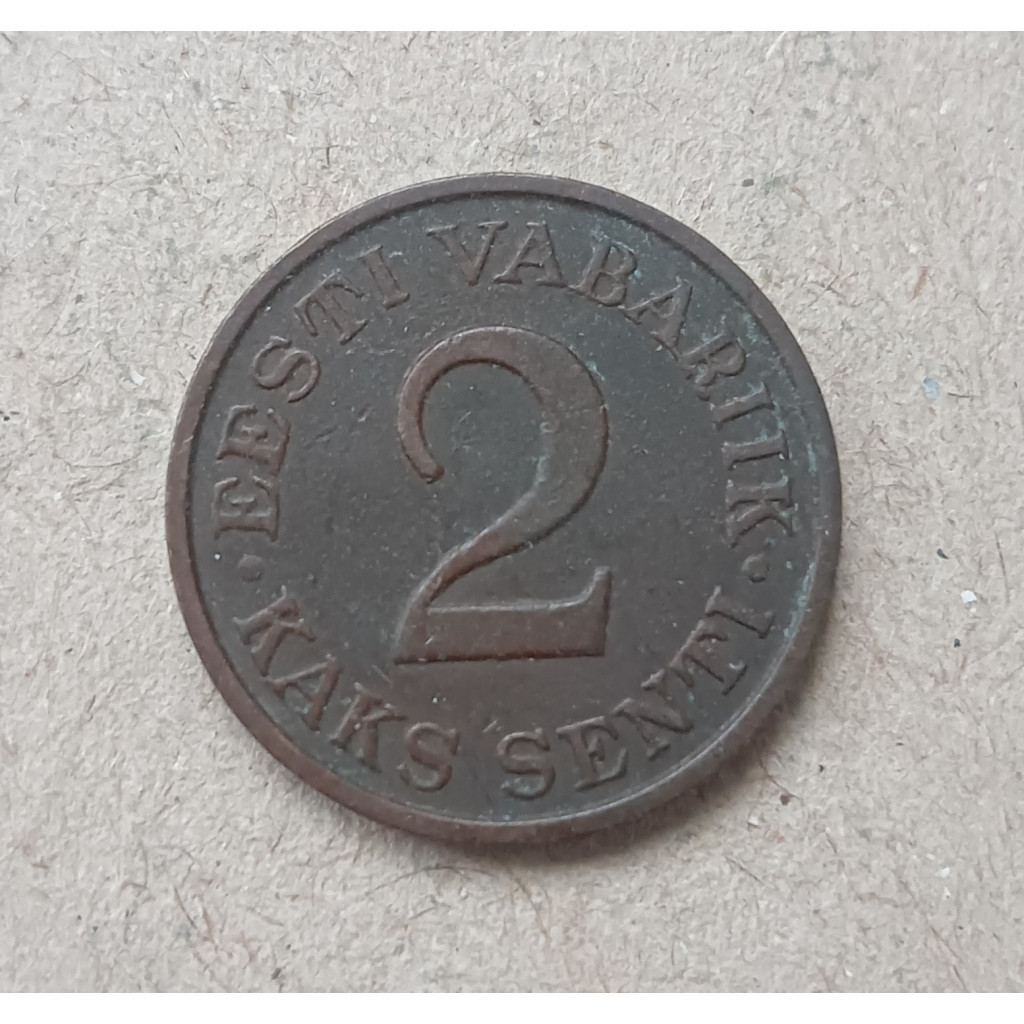 · EESTI VABARIIK ·
2
KAKS SENTI